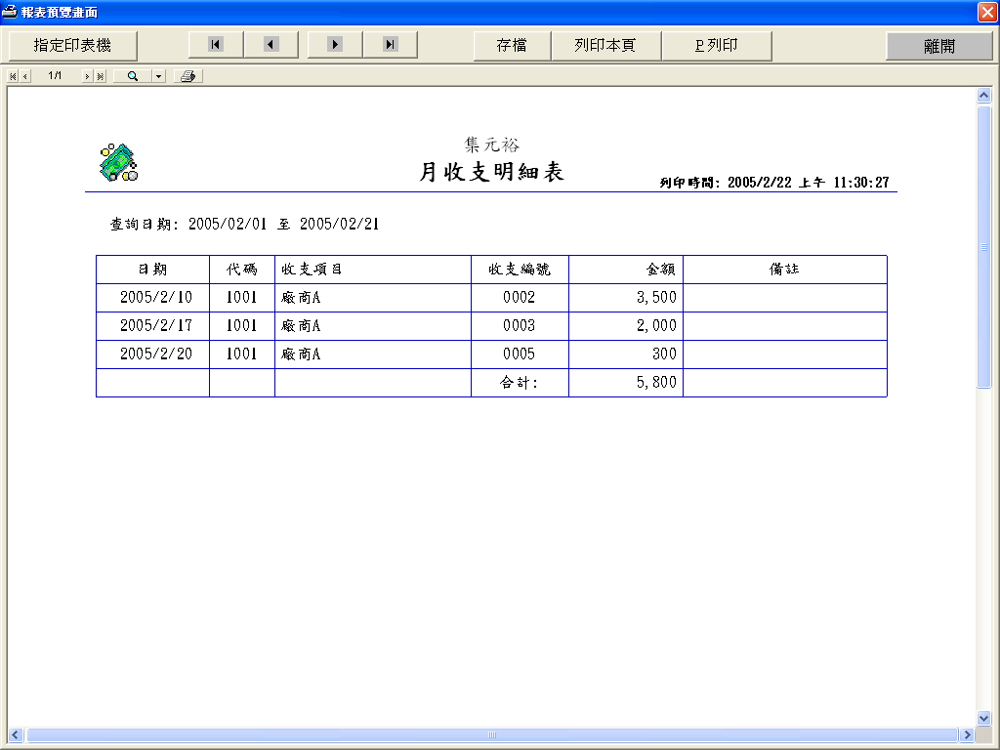 報表預覽畫面
指定印表機 存檔 列印本頁 P列印 離開
1/1
集元裕
月收支明細表
列印時間: 2005/2/22 上午 11:30:27
查詢日期: 2005/02/01 至 2005/02/21
日期 代碼 收支項目 收支編號 金額 備註
2005/2/10 1001 廠商A 0002 3,500
2005/2/17 1001 廠商A 0003 2,000
2005/2/20 1001 廠商A 0005 300
合計: 5,800